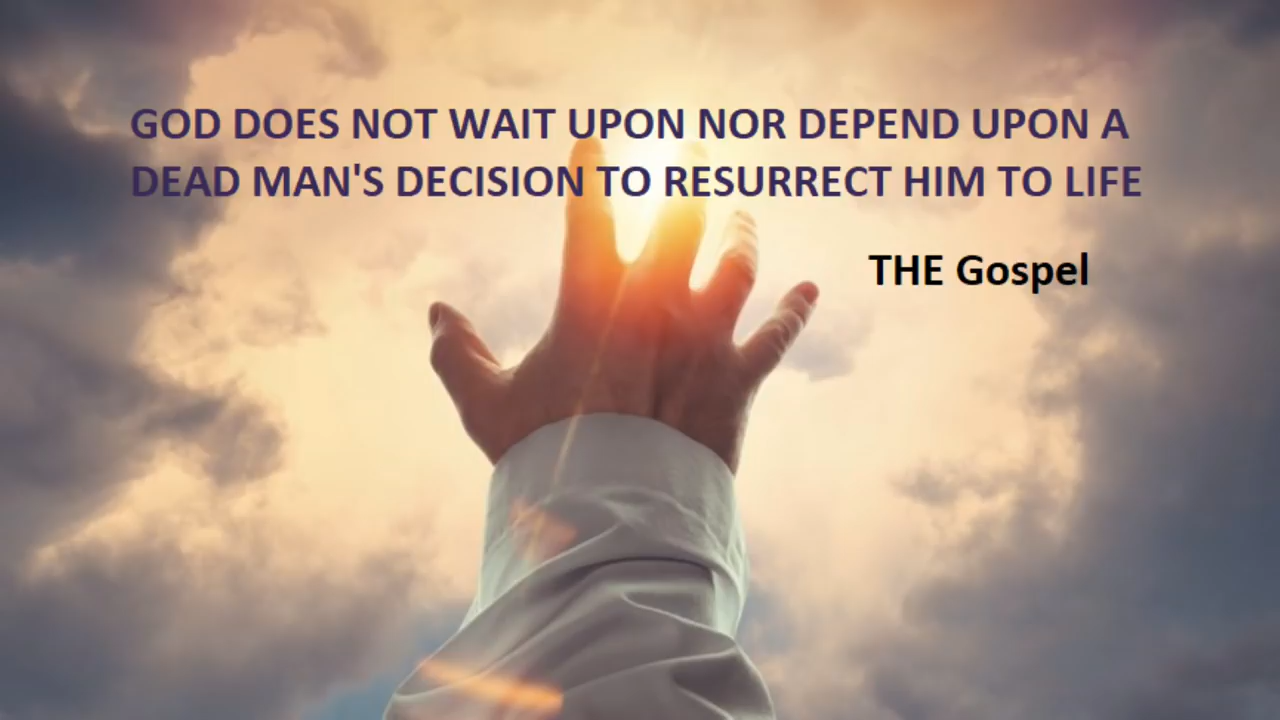 GOD DOES NOT WAIT UPON NOR DEPEND UPON A
DEAD MAN'S DECISION TO RESURRECT HIM TO LIFE
THE Gospel